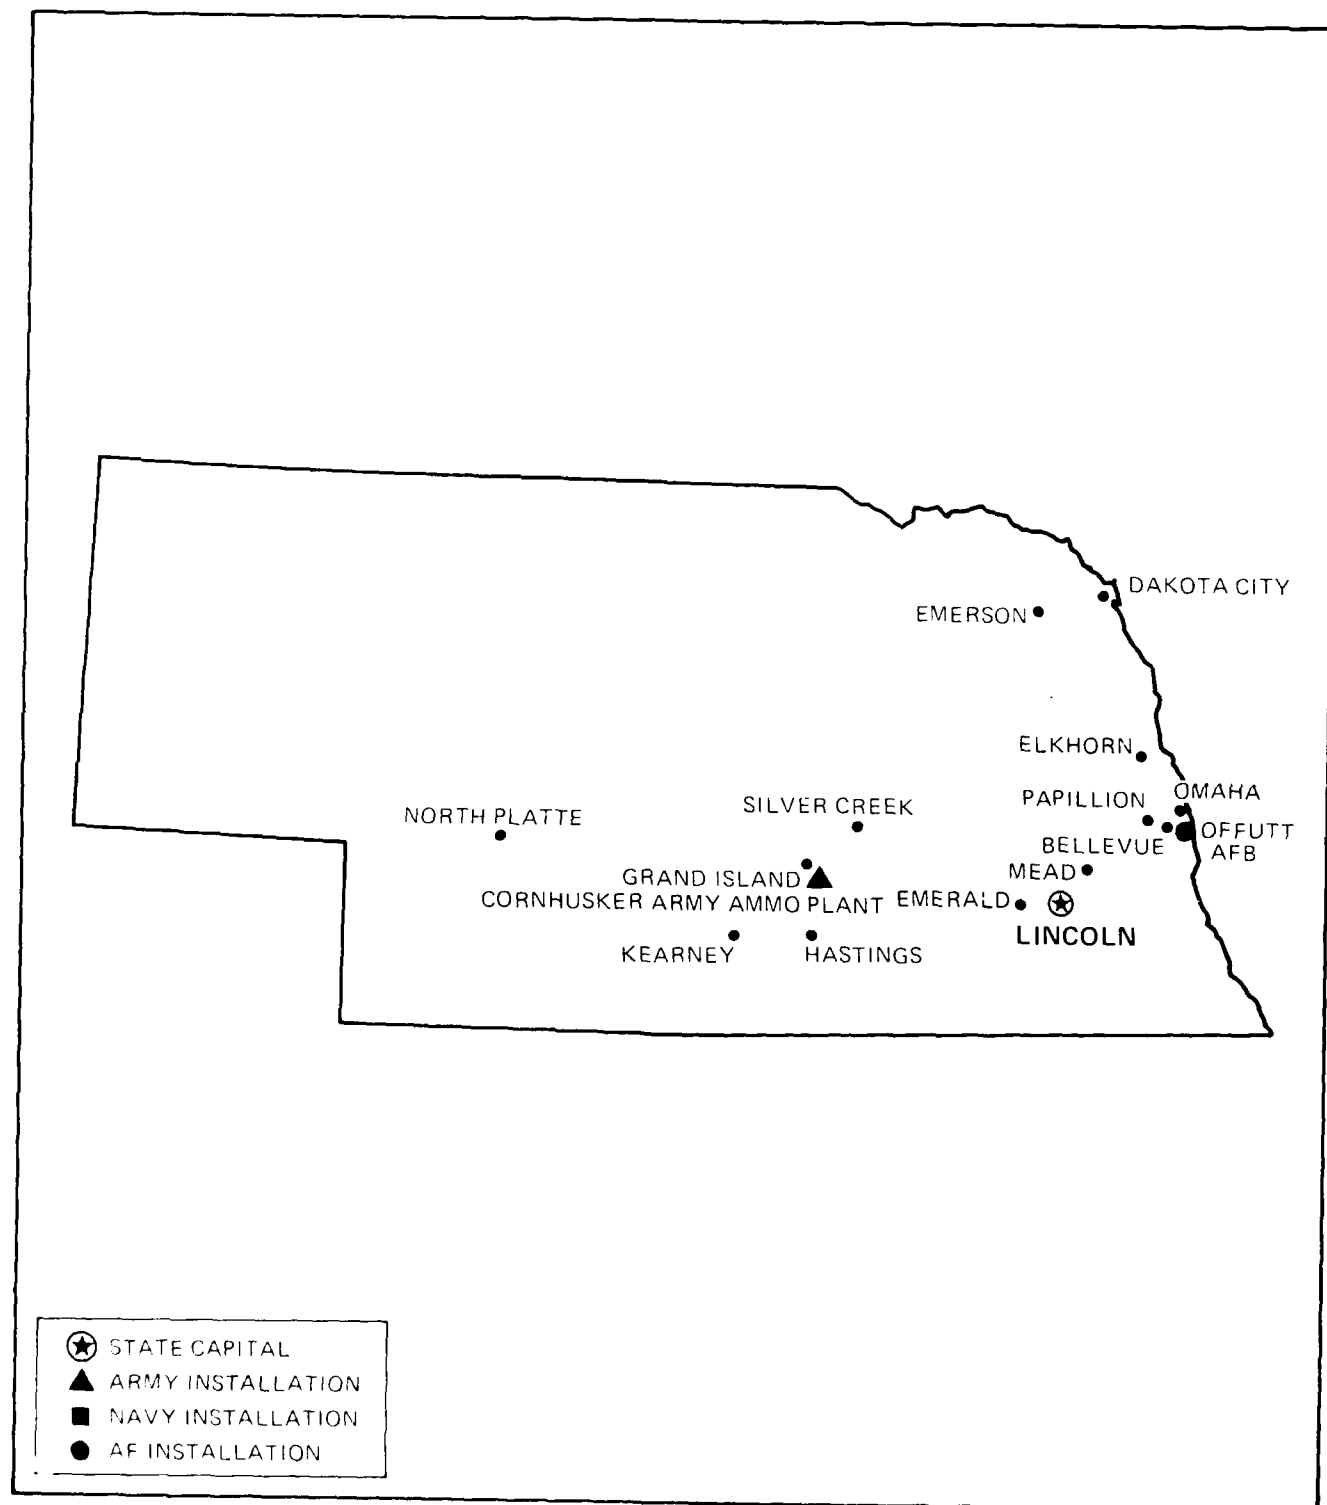 DAKOTA CITY
EMERSON
ELKHORN
OMAHA
PAPILLION
SILVER CREEK
NORTH PLATTE
OFFUTT
AFB
BELLEVUE
MEAD
GRAND ISLAND
CORNHUSKER ARMY AMMO PLANT
EMERALD
LINCOLN
KEARNEY
HASTINGS
STATE CAPITAL
ARMY INSTALLATION
NAVY INSTALLATION
AF INSTALLATION